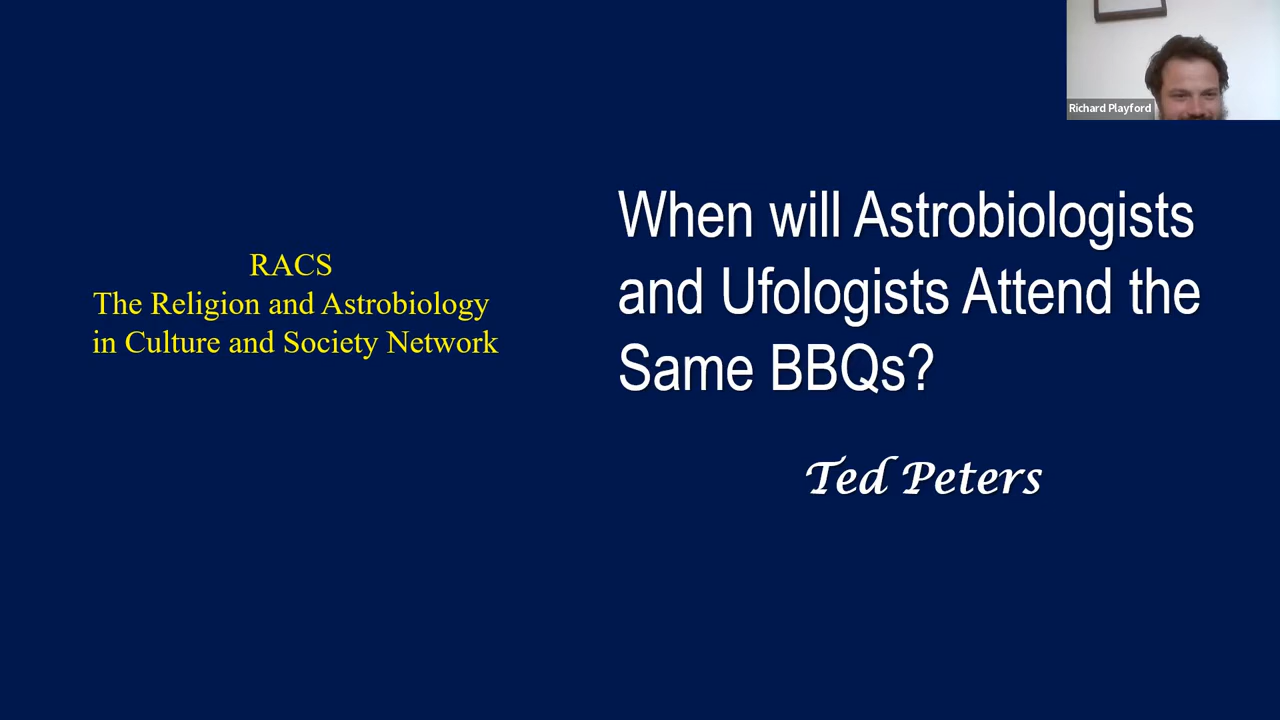 Richard Playford
RACS
The Religion and Astrobiology
in Culture and Society Network
When will Astrobiologists
and Ufologists Attend the
Same BBQs?
Ted Peters